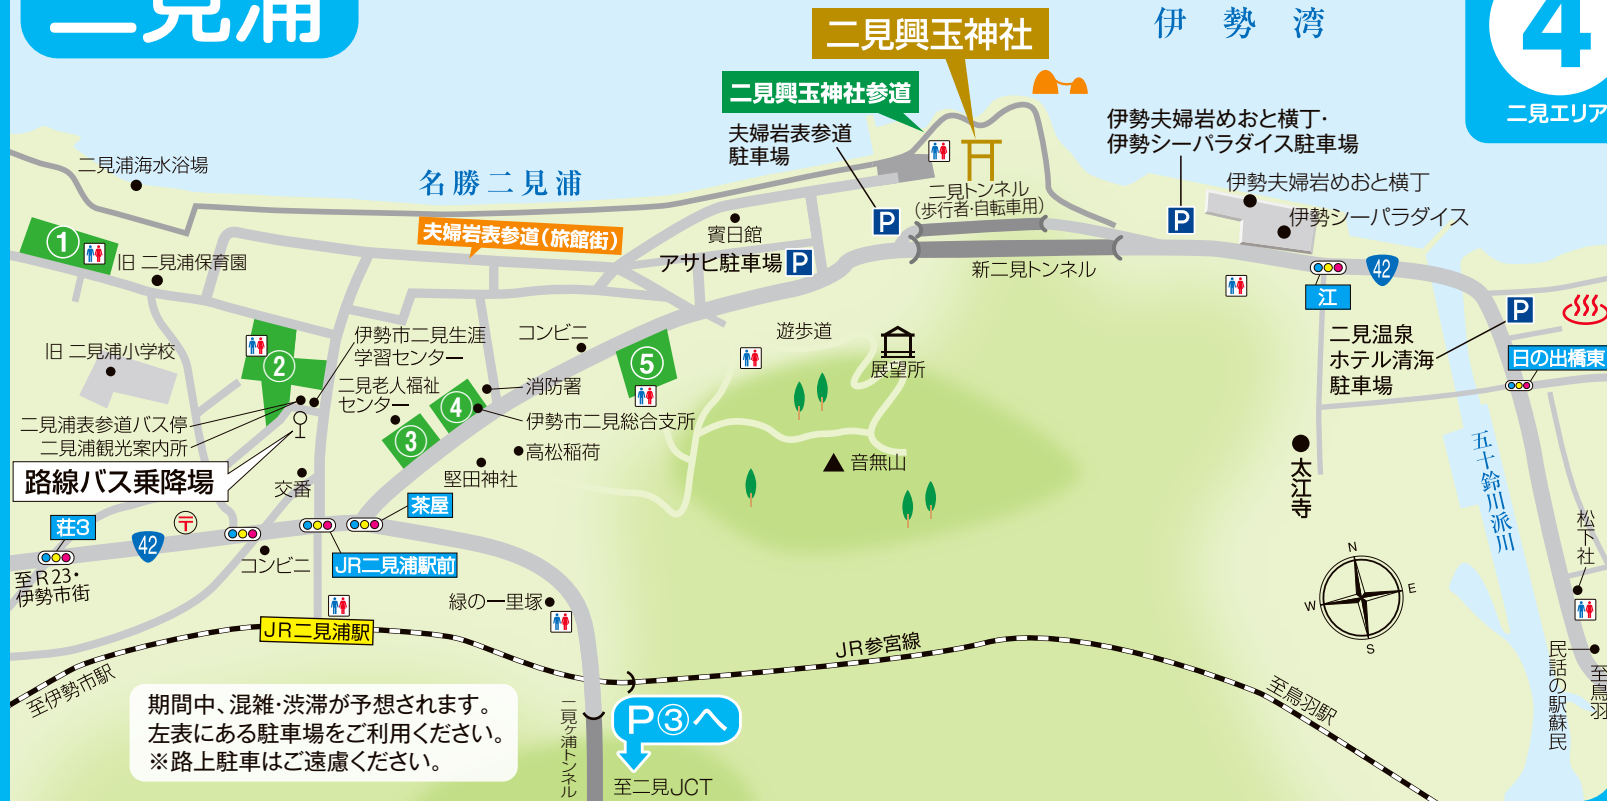 二見浦
伊勢湾
4
二見エリア
二見興玉神社
二見興玉神社参道
夫婦岩表参道
駐車場
P
伊勢夫婦岩めおと横丁・
伊勢シーパラダイス駐車場
P
伊勢夫婦岩めおと横丁
伊勢シーパラダイス
二見浦海水浴場
名勝二見浦
二見トンネル
(歩行者・自転車用)
夫婦岩表参道(旅館街)
賓日館
①
旧 二見浦保育園
アサヒ駐車場 P
新二見トンネル
江
42
P
二見温泉
ホテル清海
駐車場
日の出橋東
旧 二見浦小学校
②
伊勢市二見生涯
学習センター
コンビニ
⑤
遊歩道
展望所
二見老人福祉
センター
消防署
④
伊勢市二見総合支所
③
高松稲荷
堅田神社
音無山
二見浦表参道バス停
二見浦観光案内所
路線バス乗降場
交番
太江寺
五十鈴川派川
茶屋
荘3
〒
42
JR二見浦駅前
コンビニ
至R23・
伊勢市街
N
E
W
S
松下社
緑の一里塚
JR二見浦駅
JR参宮線
民話の駅蘇民
至鳥羽
至伊勢市駅
至鳥羽駅
期間中、混雑・渋滞が予想されます。
左表にある駐車場をご利用ください。
※路上駐車はご遠慮ください。
二見ヶ浦トンネル
P③へ
至二見JCT